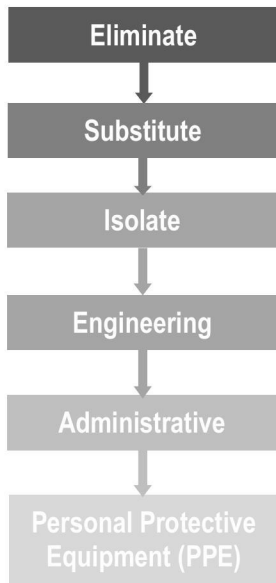 Eliminate
Substitute
Isolate
Engineering
Administrative
Personal Protective
Equipment (PPE)